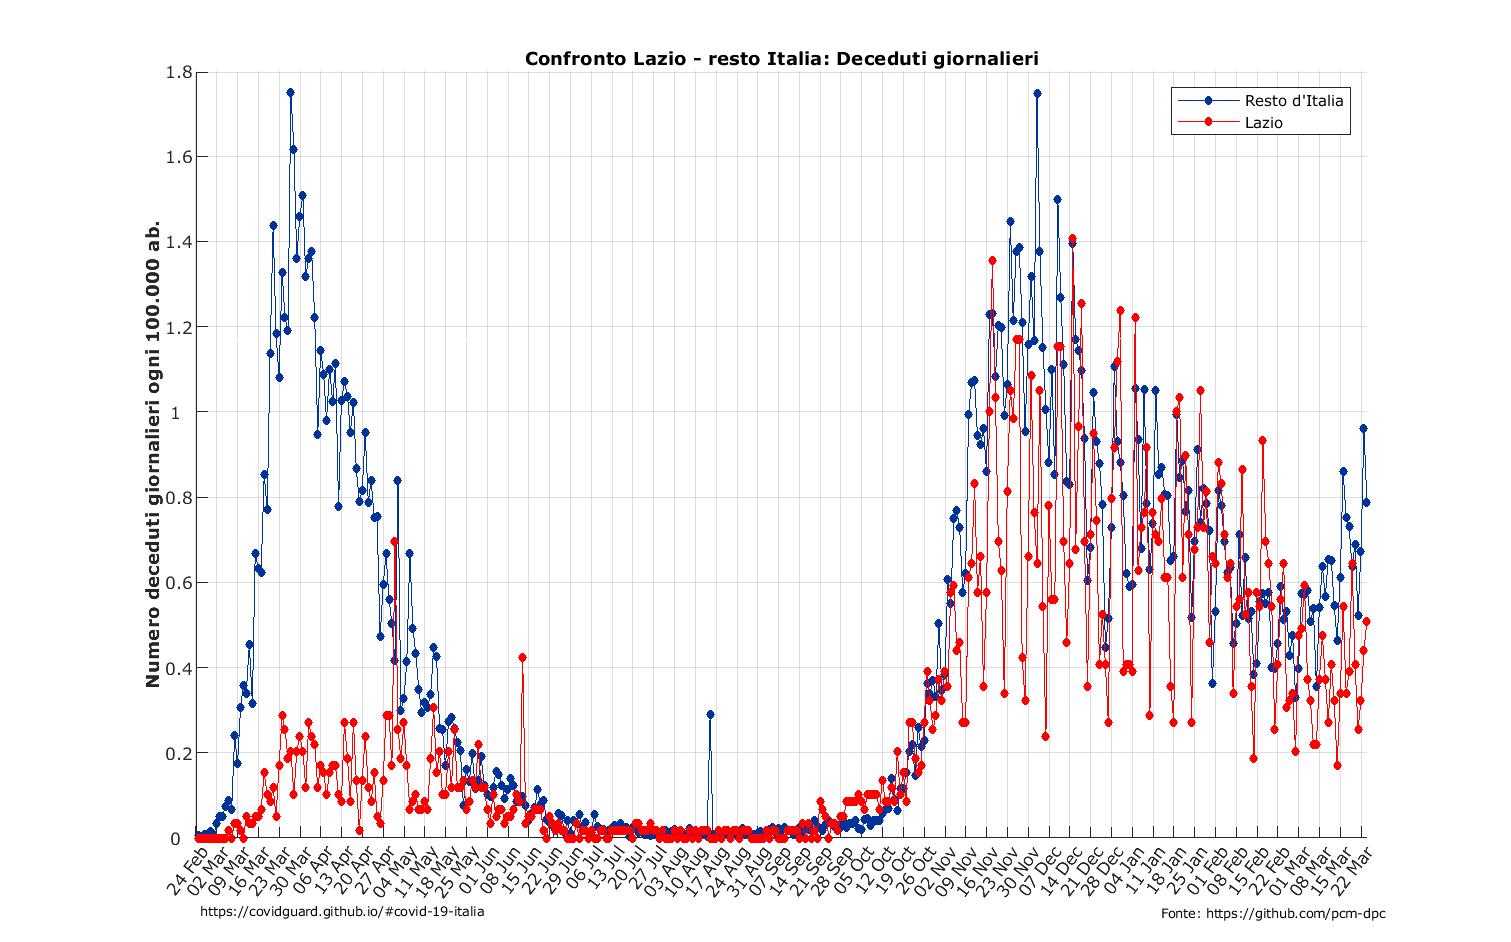 Confronto Lazio - resto Italia: Deceduti giornalieri
Numero deceduti giornalieri ogni 100.000 ab.
1.8
1.6
1.4
1.2
1
0.8
0.6
0.4
0.2
0
Resto d'Italia
Lazio
24 Feb
02 Mar
09 Mar
16 Mar
23 Mar
30 Mar
06 Apr
13 Apr
20 Apr
27 Apr
04 May
11 May
18 May
25 May
01 Jun
08 Jun
15 Jun
22 Jun
29 Jun
06 Jul
13 Jul
20 Jul
27 Jul
03 Aug
10 Aug
17 Aug
24 Aug
31 Aug
07 Sep
14 Sep
21 Sep
28 Sep
05 Oct
12 Oct
19 Oct
26 Oct
02 Nov
09 Nov
16 Nov
23 Nov
30 Nov
07 Dec
14 Dec
21 Dec
28 Dec
04 Jan
11 Jan
18 Jan
25 Jan
01 Feb
08 Feb
15 Feb
22 Feb
01 Mar
08 Mar
15 Mar
22 Mar
https://covidguard.github.io/#covid-19-italia
Fonte: https://github.com/pcm-dpc